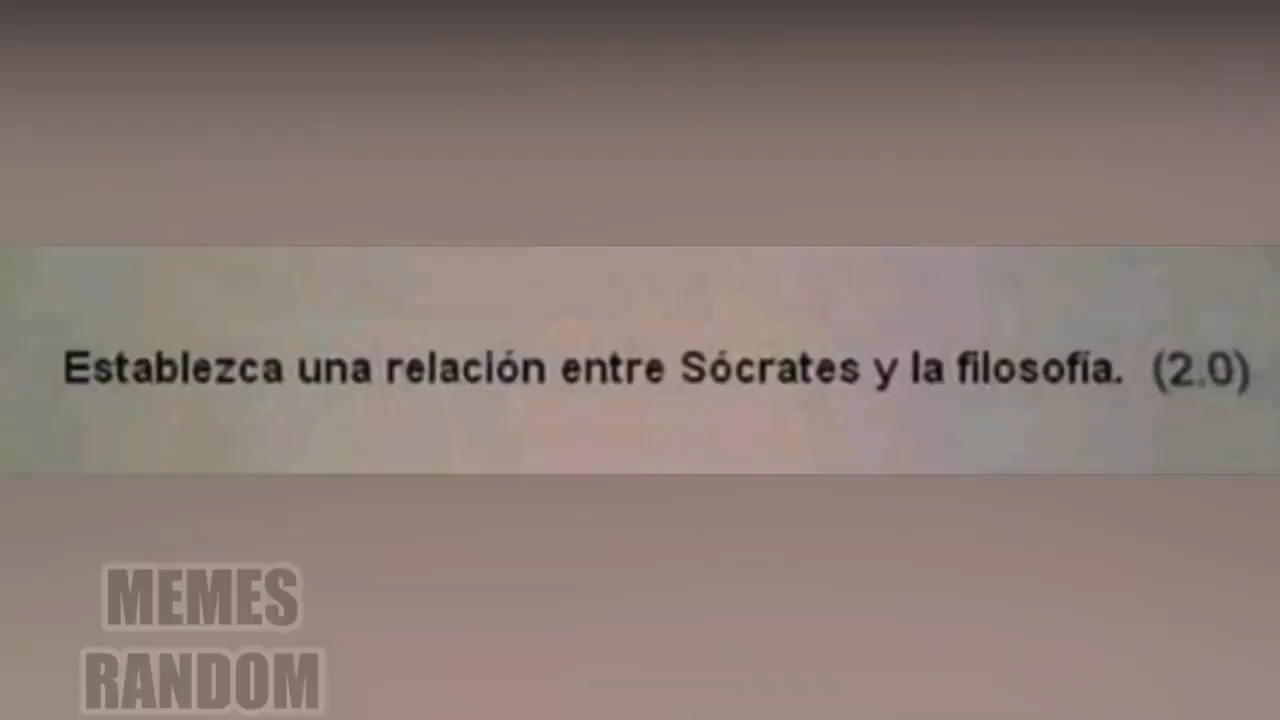 Establezca una relación entre Sócrates y la filosofía. (2.0)
MEMES
RANDOM